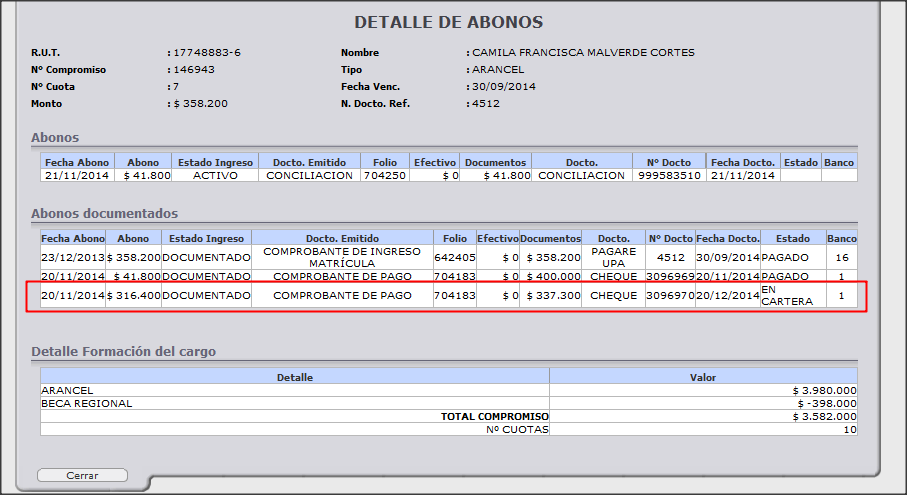 DETALLE DE ABONOS
R.U.T. : 17748883-6 Nombre : CAMILA FRANCISCA MALVERDE CORTES
Nº Compromiso : 146943 Tipo : ARANCEL
Nº Cuota : 7 Fecha Venc. : 30/09/2014
Monto : $ 358.200 N. Docto. Ref. : 4512
Abonos
Fecha Abono Abono Estado Ingreso Docto. Emitido Folio Efectivo Documentos Docto. Nº Docto Fecha Docto. Estado Banco
21/11/2014 $ 41.800 ACTIVO CONCILIACION 704250 $ 0 $ 41.800 CONCILIACION 999583510 21/11/2014
Abonos documentados
Fecha Abono Abono Estado Ingreso Docto. Emitido Folio Efectivo Documentos Docto. Nº Docto Fecha Docto. Estado Banco
23/12/2013 $ 358.200 DOCUMENTADO COMPROBANTE DE INGRESO MATRÍCULA 642405 $ 0 $ 358.200 PAGARE UPA 4512 30/09/2014 PAGADO 16
20/11/2014 $ 41.800 DOCUMENTADO COMPROBANTE DE PAGO 704183 $ 0 $ 400.000 CHEQUE 3096969 20/11/2014 PAGADO 1
20/11/2014 $ 316.400 DOCUMENTADO COMPROBANTE DE PAGO 704183 $ 0 $ 337.300 CHEQUE 3096970 20/12/2014 EN CARTERA 1
Detalle Formación del cargo
Detalle Valor
ARANCEL $ 3.980.000
BECA REGIONAL $ -398.000
TOTAL COMPROMISO $ 3.582.000
Nº CUOTAS 10
Cerrar